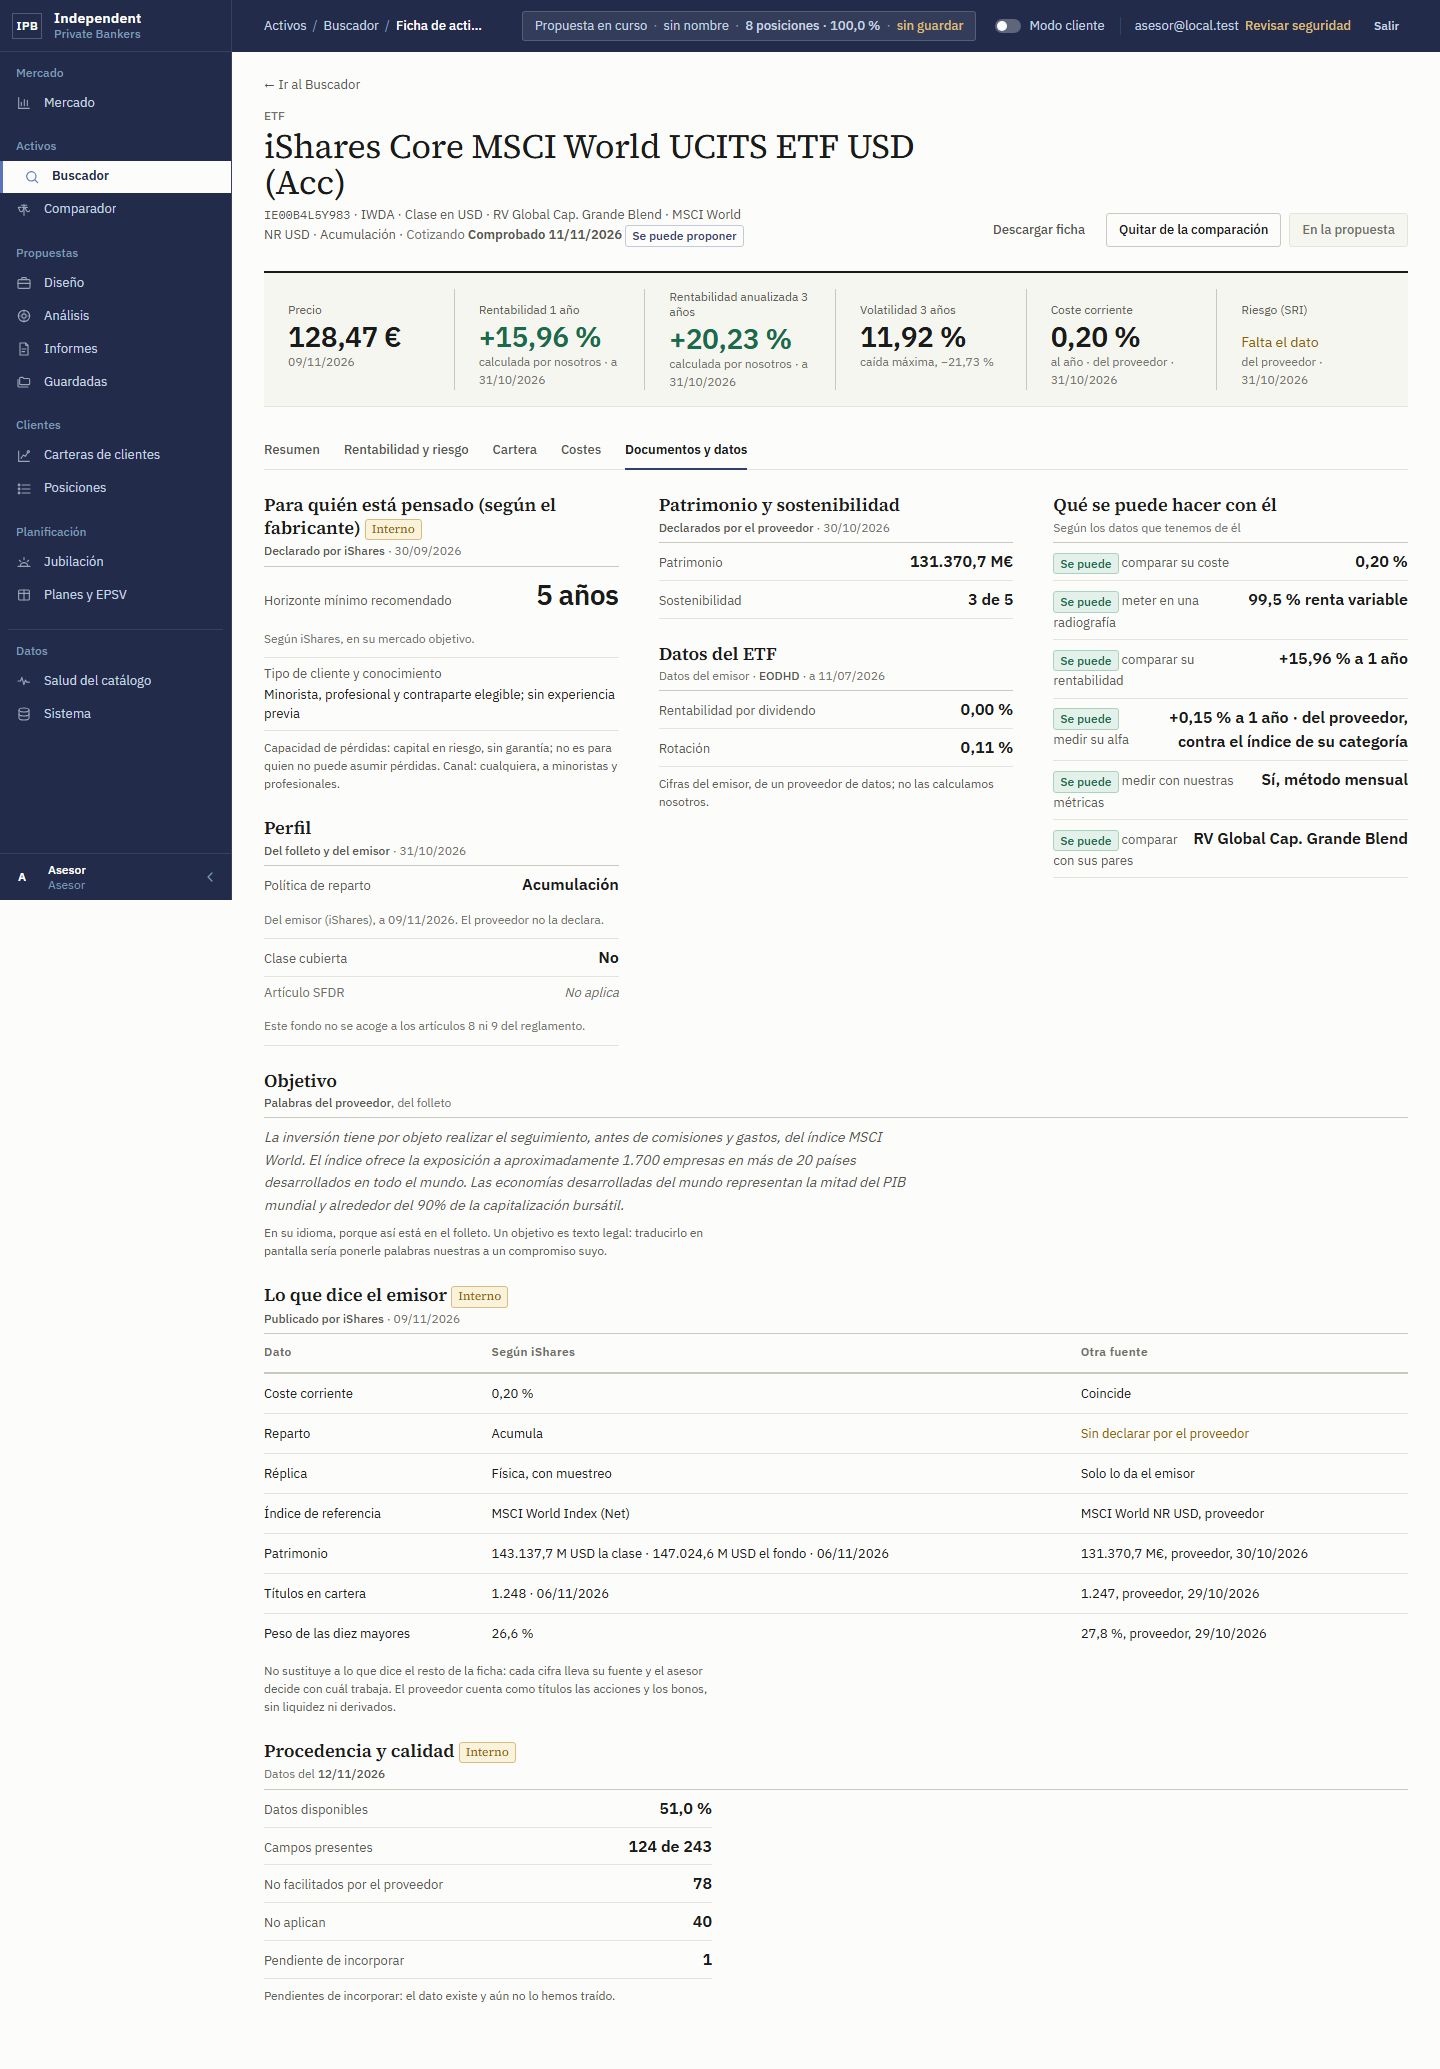 IPB
Independent
Private Bankers
Activos / Buscador / Ficha de acti...
Propuesta en curso · sin nombre · 8 posiciones · 100,0 % · sin guardar
Modo cliente
asesor@local.test Revisar seguridad
Salir
Mercado
Mercado
Activos
Buscador
Comparador
Propuestas
Diseño
Análisis
Informes
Guardadas
Clientes
Carteras de clientes
Posiciones
Planificación
Jubilación
Planes y EPSV
Datos
Salud del catálogo
Sistema
A
Asesor
Asesor
← Ir al Buscador
ETF
iShares Core MSCI World UCITS ETF USD
(Acc)
IE00B4L5Y983 · IWDA · Clase en USD · RV Global Cap. Grande Blend · MSCI World
NR USD · Acumulación · Cotizando Comprobado 11/11/2026 Se puede proponer
Descargar ficha
Quitar de la comparación
En la propuesta
Precio
128,47 €
09/11/2026
Rentabilidad 1 año
+15,96 %
calculada por nosotros · a
31/10/2026
Rentabilidad anualizada 3
años
+20,23 %
calculada por nosotros · a
31/10/2026
Volatilidad 3 años
11,92 %
caída máxima, −21,73 %
Coste corriente
0,20 %
al año · del proveedor ·
31/10/2026
Riesgo (SRI)
Falta el dato
del proveedor ·
31/10/2026
Resumen
Rentabilidad y riesgo
Cartera
Costes
Documentos y datos
Para quién está pensado (según el
fabricante) Interno
Declarado por iShares · 30/09/2026
Horizonte mínimo recomendado 5 años
Según iShares, en su mercado objetivo.
Tipo de cliente y conocimiento
Minorista, profesional y contraparte elegible; sin experiencia
previa
Capacidad de pérdidas: capital en riesgo, sin garantía; no es para
quien no puede asumir pérdidas. Canal: cualquiera, a minoristas y
profesionales.
Perfil
Del folleto y del emisor · 31/10/2026
Política de reparto Acumulación
Del emisor (iShares), a 09/11/2026. El proveedor no la declara.
Clase cubierta No
Artículo SFDR No aplica
Este fondo no se acoge a los artículos 8 ni 9 del reglamento.
Patrimonio y sostenibilidad
Declarados por el proveedor · 30/10/2026
Patrimonio 131.370,7 M€
Sostenibilidad 3 de 5
Datos del ETF
Datos del emisor · EODHD · a 11/07/2026
Rentabilidad por dividendo 0,00 %
Rotación 0,11 %
Cifras del emisor, de un proveedor de datos; no las calculamos
nosotros.
Qué se puede hacer con él
Según los datos que tenemos de él
Se puede comparar su coste 0,20 %
Se puede meter en una 99,5 % renta variable
radiografía
Se puede comparar su +15,96 % a 1 año
rentabilidad
Se puede +0,15 % a 1 año · del proveedor,
medir su alfa contra el índice de su categoría
Se puede medir con nuestras Sí, método mensual
métricas
Se puede comparar RV Global Cap. Grande Blend
con sus pares
Objetivo
Palabras del proveedor, del folleto
La inversión tiene por objeto realizar el seguimiento, antes de comisiones y gastos, del índice MSCI
World. El índice ofrece la exposición a aproximadamente 1.700 empresas en más de 20 países
desarrollados en todo el mundo. Las economías desarrolladas del mundo representan la mitad del PIB
mundial y alrededor del 90% de la capitalización bursátil.
En su idioma, porque así está en el folleto. Un objetivo es texto legal: traducirlo en
pantalla sería ponerle palabras nuestras a un compromiso suyo.
Lo que dice el emisor Interno
Publicado por iShares · 09/11/2026
Dato Según iShares Otra fuente
Coste corriente 0,20 % Coincide
Reparto Acumula Sin declarar por el proveedor
Réplica Física, con muestreo Solo lo da el emisor
Índice de referencia MSCI World Index (Net) MSCI World NR USD, proveedor
Patrimonio 143.137,7 M USD la clase · 147.024,6 M USD el fondo · 06/11/2026 131.370,7 M€, proveedor, 30/10/2026
Títulos en cartera 1.248 · 06/11/2026 1.247, proveedor, 29/10/2026
Peso de las diez mayores 26,6 % 27,8 %, proveedor, 29/10/2026
No sustituye a lo que dice el resto de la ficha: cada cifra lleva su fuente y el asesor
decide con cuál trabaja. El proveedor cuenta como títulos las acciones y los bonos,
sin liquidez ni derivados.
Procedencia y calidad Interno
Datos del 12/11/2026
Datos disponibles 51,0 %
Campos presentes 124 de 243
No facilitados por el proveedor 78
No aplican 40
Pendiente de incorporar 1
Pendientes de incorporar: el dato existe y aún no lo hemos traído.